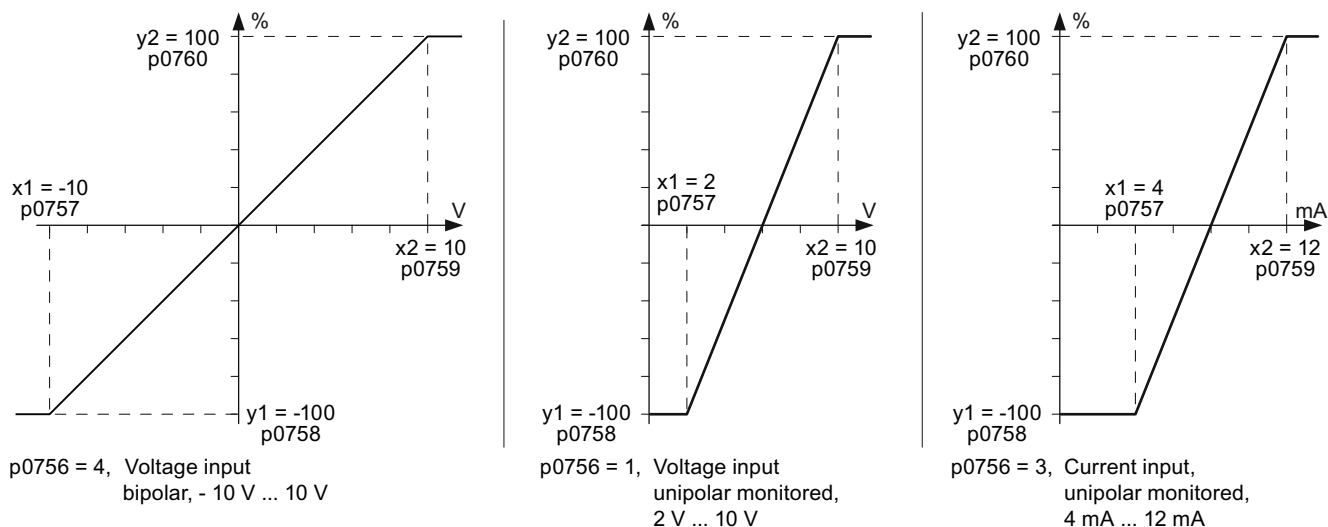 %
y2 = 100
p0760
x1 = -10
p0757
V
x2 = 10
p0759
y1 = -100
p0758
p0756 = 4, Voltage input
bipolar, - 10 V ... 10 V
%
y2 = 100
p0760
x1 = 2
p0757
V
x2 = 10
p0759
y1 = -100
p0758
p0756 = 1, Voltage input
unipolar monitored,
2 V ... 10 V
%
y2 = 100
p0760
x1 = 4
p0757
mA
x2 = 12
p0759
y1 = -100
p0758
p0756 = 3, Current input,
unipolar monitored,
4 mA ... 12 mA